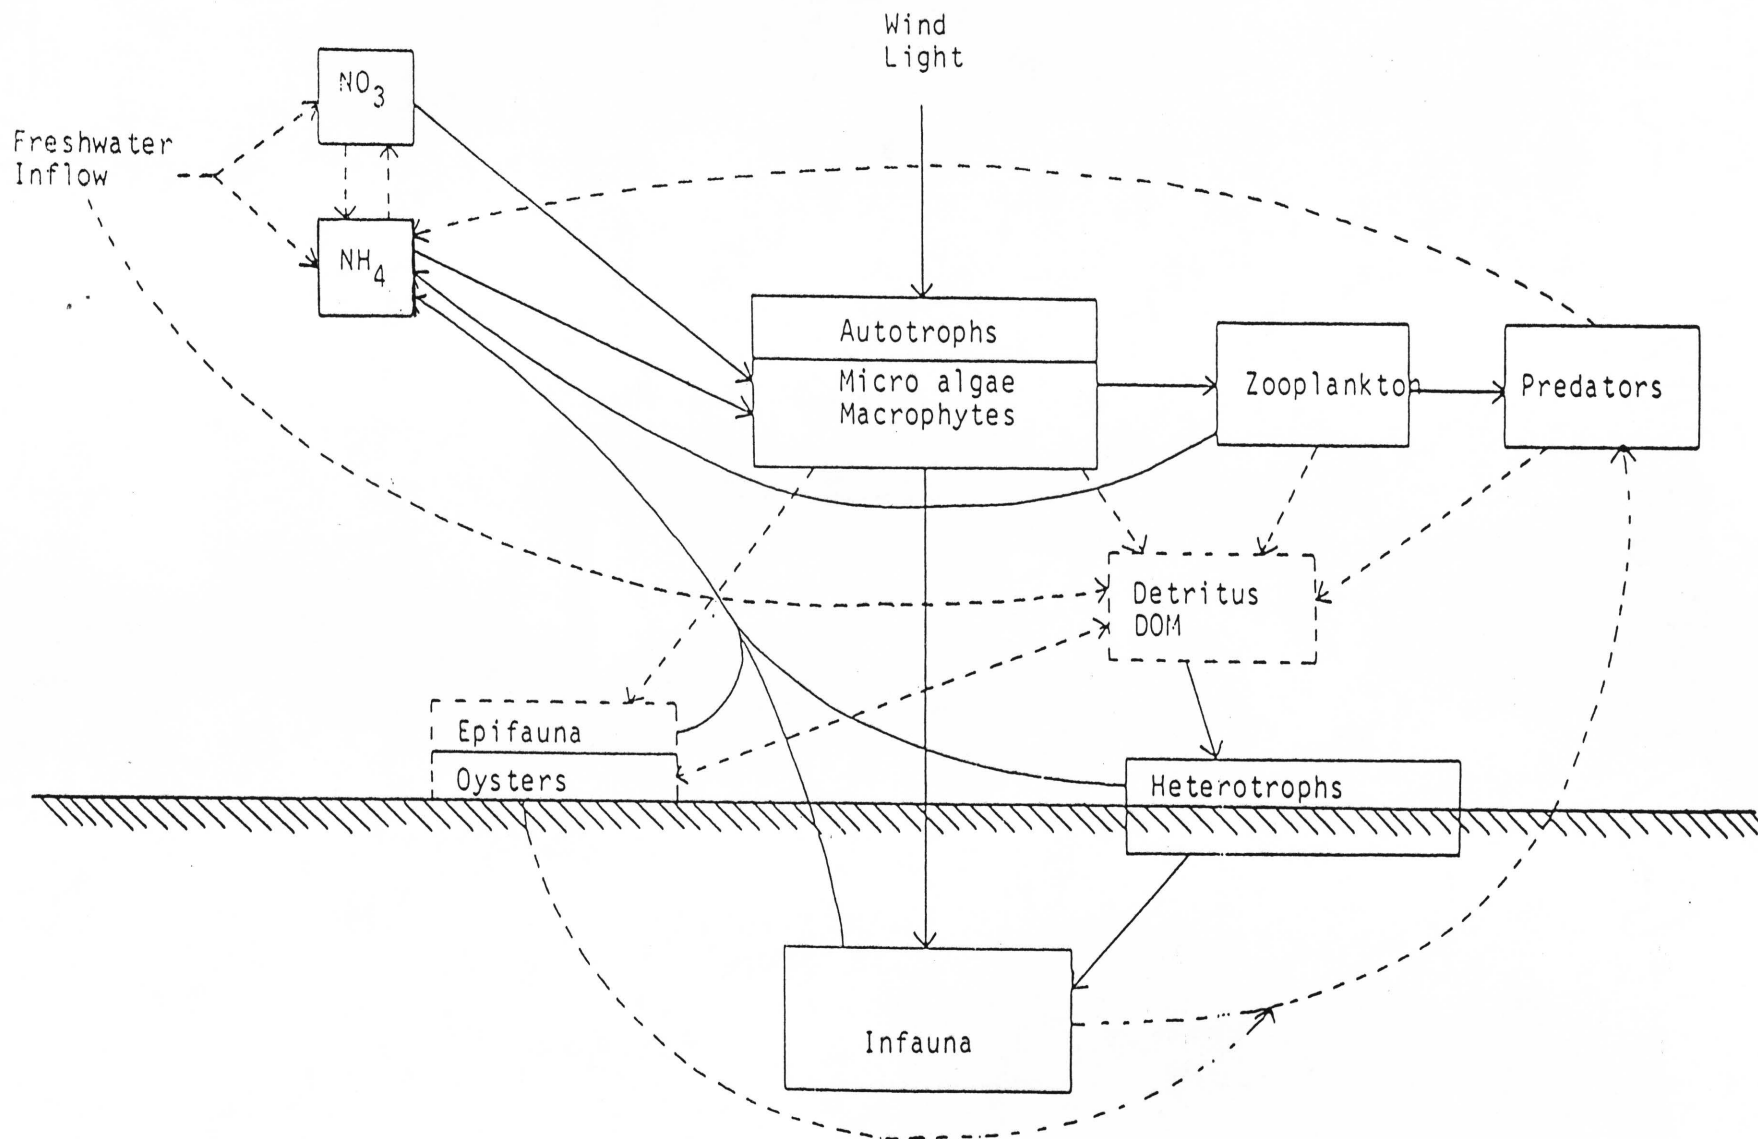 Wind
Light
NO3
Freshwater
Inflow
NH4
Autotrophs
Micro algae
Macrophytes
Zooplankton
Predators
Detritus
DOM
Epifauna
Oysters
Heterotrophs
Infauna